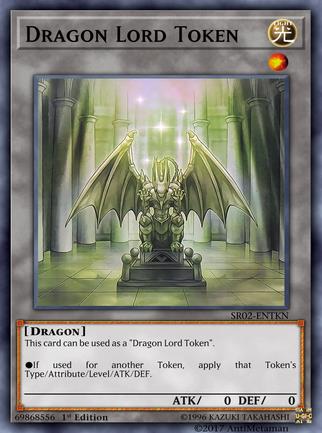 DRAGON LORD TOKEN
LIGHT
光
SR02-ENTKN
[DRAGON]
This card can be used as a "Dragon Lord Token".
●If used for another Token, apply that Token's
Type/Attribute/Level/ATK/DEF.
ATK/ 0 DEF/ 0
69868556 1st Edition ©1996 KAZUKI TAKAHASHI
©2017 AntiMetaman